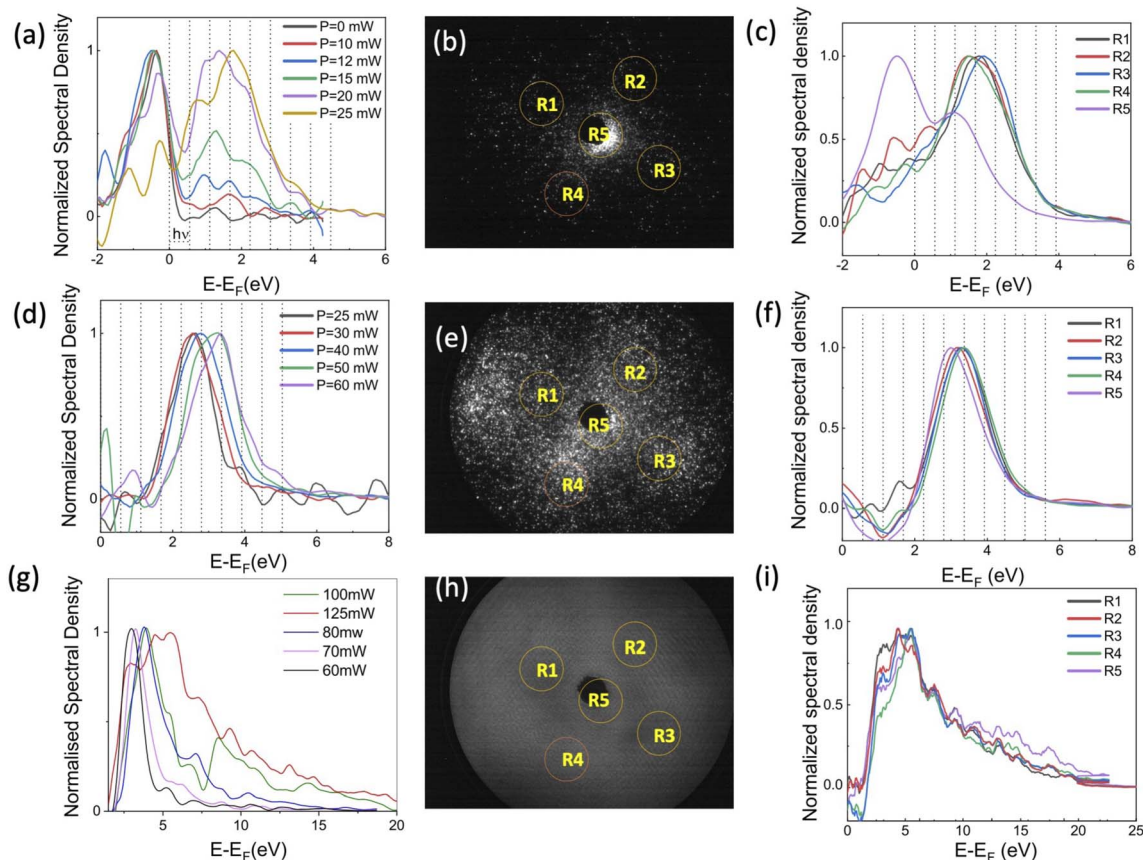 (a)
Normalized Spectral Density
1
0
P=0 mW
P=10 mW
P=12 mW
P=15 mW
P=20 mW
P=25 mW
hν
-2 0 2 4 6
E-EF(eV)
(b)
R1
R2
R5
R3
R4
(c)
Normalized Spectral density
1.0
0.5
0.0
R1
R2
R3
R4
R5
-2 0 2 4 6
E-EF (eV)
(d)
Normalized Spectral Density
1
0
P=25 mW
P=30 mW
P=40 mW
P=50 mW
P=60 mW
0 2 4 6 8
E-EF(eV)
(e)
R1
R2
R5
R3
R4
(f)
Normalized Spectral Density
1.0
0.5
0.0
R1
R2
R3
R4
R5
0 2 4 6 8
E-EF (eV)
(g)
Normalised Spectral Density
1
0
100mW
125mW
80mw
70mW
60mW
5 10 15 20
E-EF(eV)
(h)
R1
R2
R5
R3
R4
(i)
Normalized spectral density
1.0
0.5
0.0
R1
R2
R3
R4
R5
0 5 10 15 20 25
E-EF (eV)